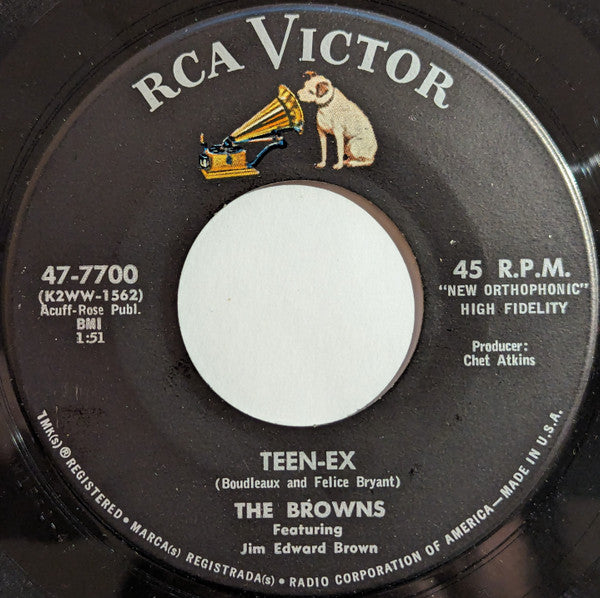 RCA VICTOR
47-7700
(K2WW-1562)
Acuff-Rose Publ.
BMI
1:51
45 R.P.M.
"NEW ORTHOPHONIC"
HIGH FIDELITY
Producer:
Chet Atkins
TEEN-EX
(Boudleaux and Felice Bryant)
THE BROWNS
Featuring
Jim Edward Brown
TMK(s) ® REGISTERED • MARCA(s) REGISTRADA(s) • RADIO CORPORATION OF AMERICA—MADE IN U.S.A.